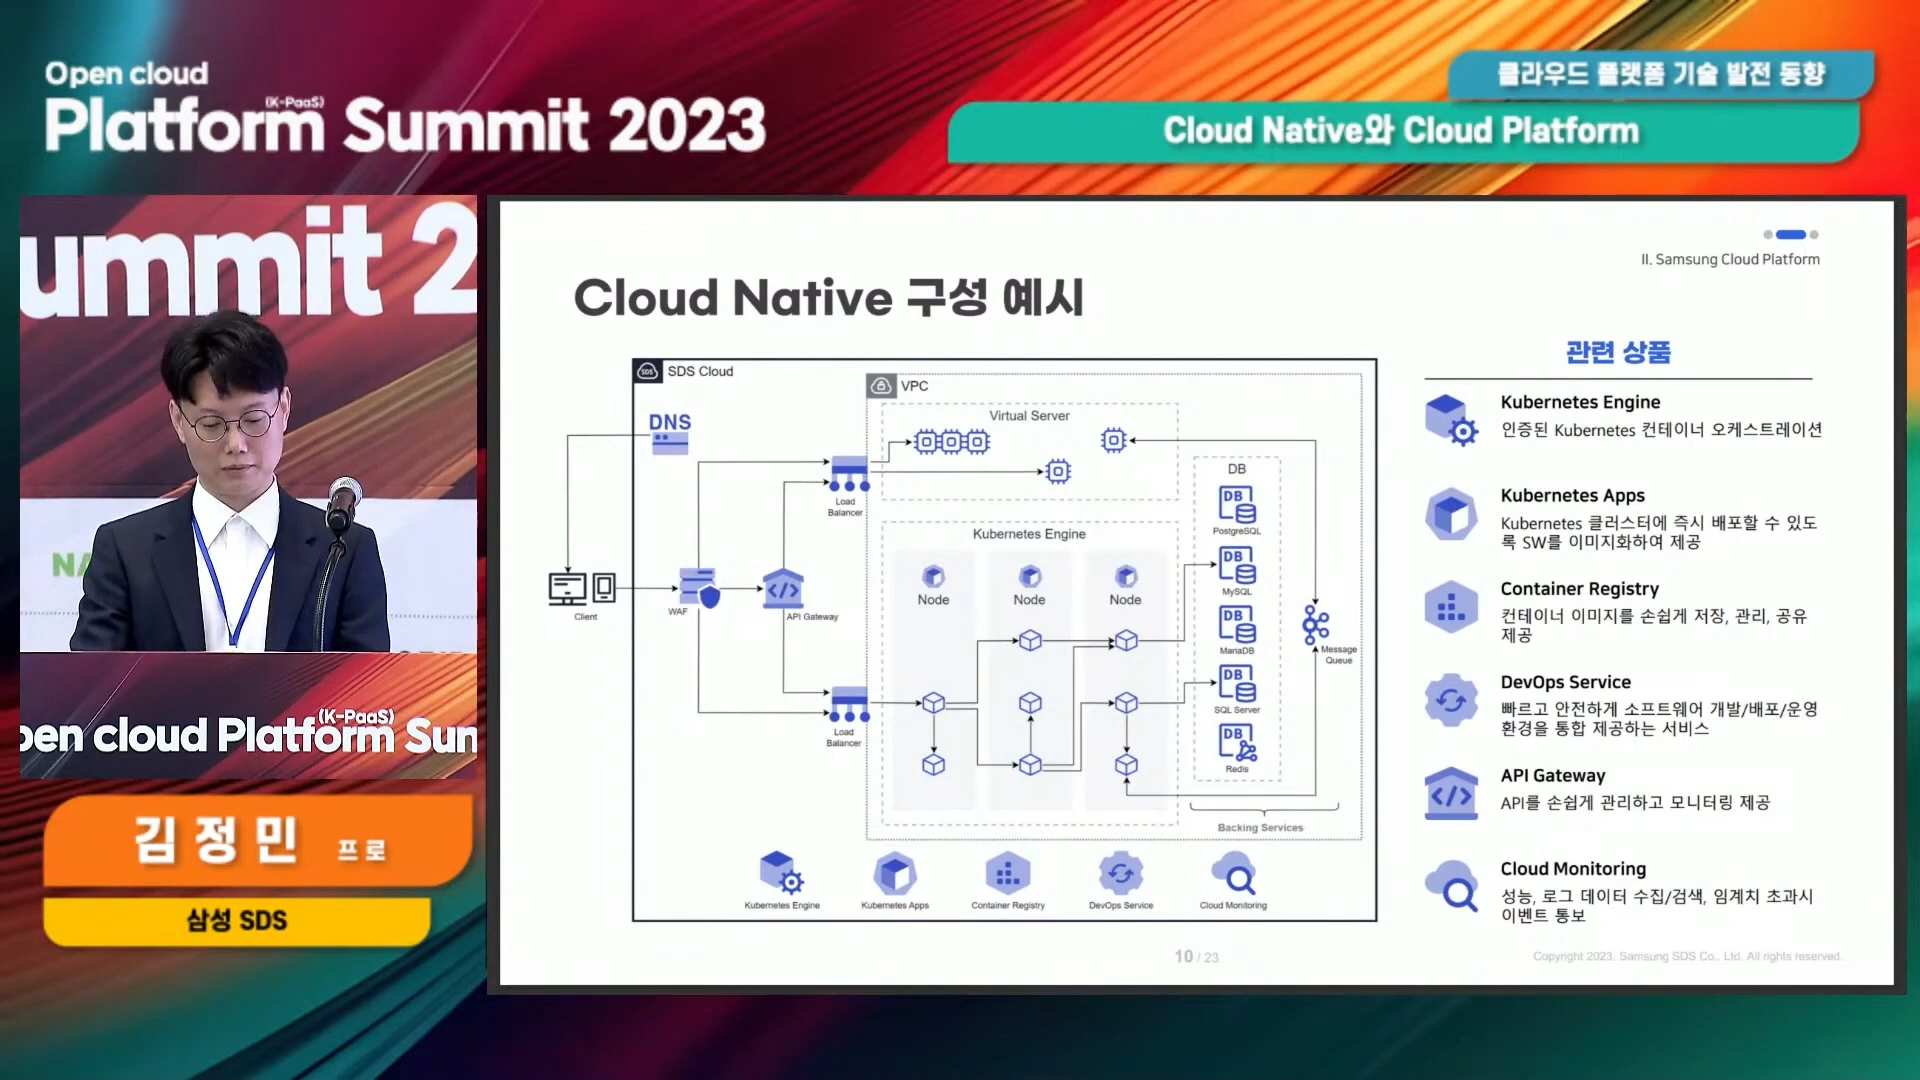 Open cloud
(K-PaaS)
Platform Summit 2023
클라우드 플랫폼 기술 발전 동향
Cloud Native와 Cloud Platform
ummit 2
NA
(K-PaaS)
pen cloud Platform Sum
김정민 프로
삼성 SDS
II. Samsung Cloud Platform
Cloud Native 구성 예시
SDS
SDS Cloud
VPC
DNS
Virtual Server
Load
Balancer
DB
DB
PostgreSQL
Kubernetes Engine
Node
Node
Node
DB
MySQL
Client
WAF
API Gateway
DB
MariaDB
Message
Queue
DB
SQL Server
Load
Balancer
DB
Redis
Backing Services
Kubernetes Engine
Kubernetes Apps
Container Registry
DevOps Service
Cloud Monitoring
관련 상품
Kubernetes Engine
인증된 Kubernetes 컨테이너 오케스트레이션
Kubernetes Apps
Kubernetes 클러스터에 즉시 배포할 수 있도
록 SW를 이미지화하여 제공
Container Registry
컨테이너 이미지를 손쉽게 저장, 관리, 공유
제공
DevOps Service
빠르고 안전하게 소프트웨어 개발/배포/운영
환경을 통합 제공하는 서비스
API Gateway
API를 손쉽게 관리하고 모니터링 제공
Cloud Monitoring
성능, 로그 데이터 수집/검색, 임계치 초과시
이벤트 통보
10 / 23
Copyright 2023. Samsung SDS Co., Ltd. All rights reserved.